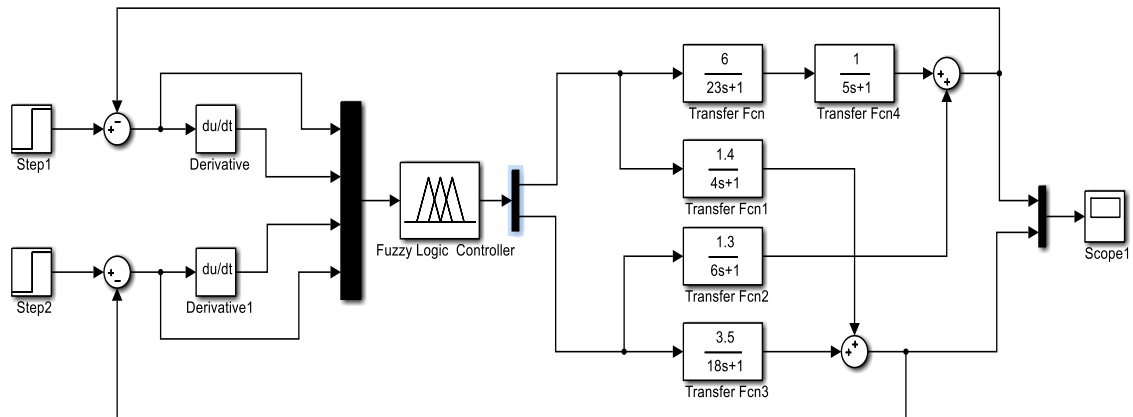 6
23s+1
Transfer Fcn
1
5s+1
Transfer Fcn4
+
+
−
+
Step1
du/dt
Derivative
1.4
4s+1
Transfer Fcn1
Fuzzy Logic Controller
Scope1
1.3
6s+1
Transfer Fcn2
+
−
Step2
du/dt
Derivative1
3.5
18s+1
Transfer Fcn3
+
+